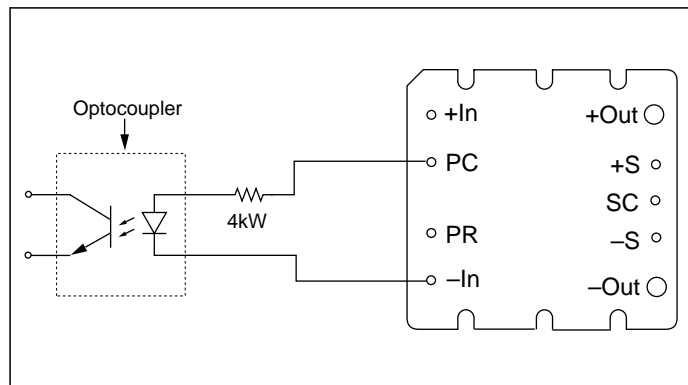 Optocoupler
4kW
+In
PC
PR
–In
+Out
+S
SC
–S
–Out